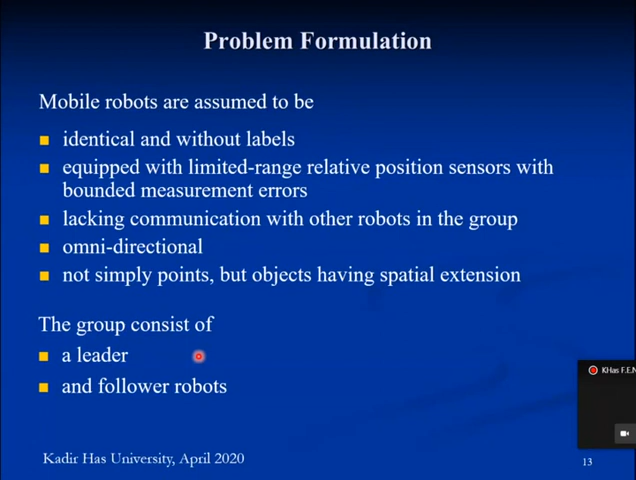 Problem Formulation
Mobile robots are assumed to be
identical and without labels
equipped with limited-range relative position sensors with
bounded measurement errors
lacking communication with other robots in the group
omni-directional
not simply points, but objects having spatial extension
The group consist of
a leader
KHas F.E.N
and follower robots
Kadir Has University, April 2020
13